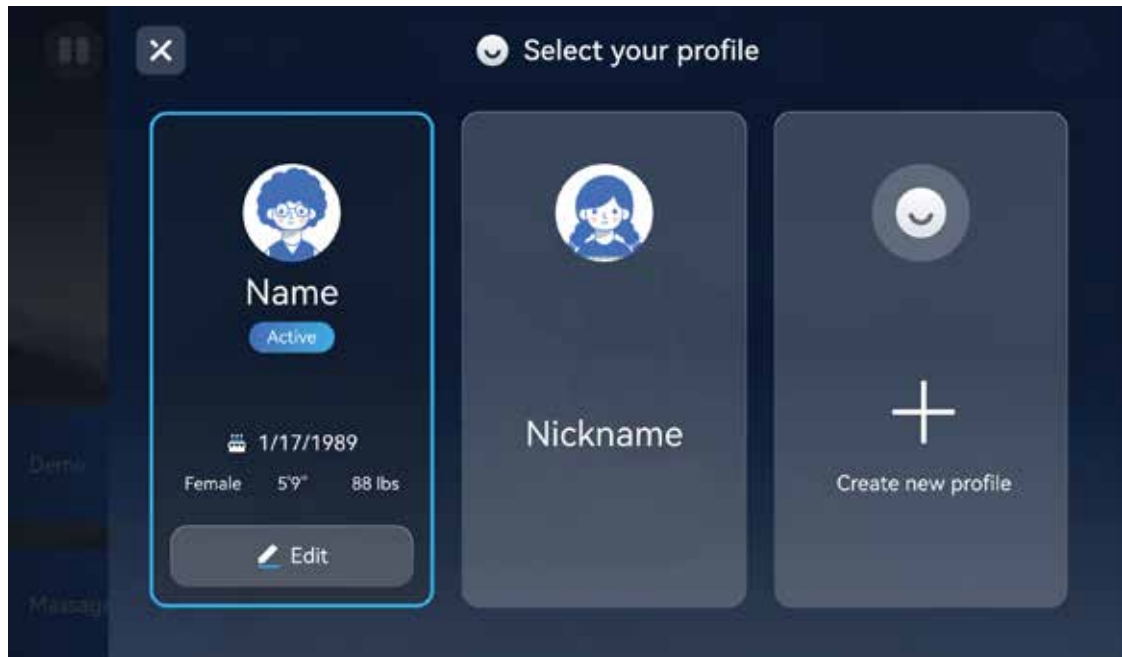 Select your profile
Name
Active
1/17/1989
Female 5'9" 88 lbs
Edit
Nickname
Create new profile
Demo
Massage